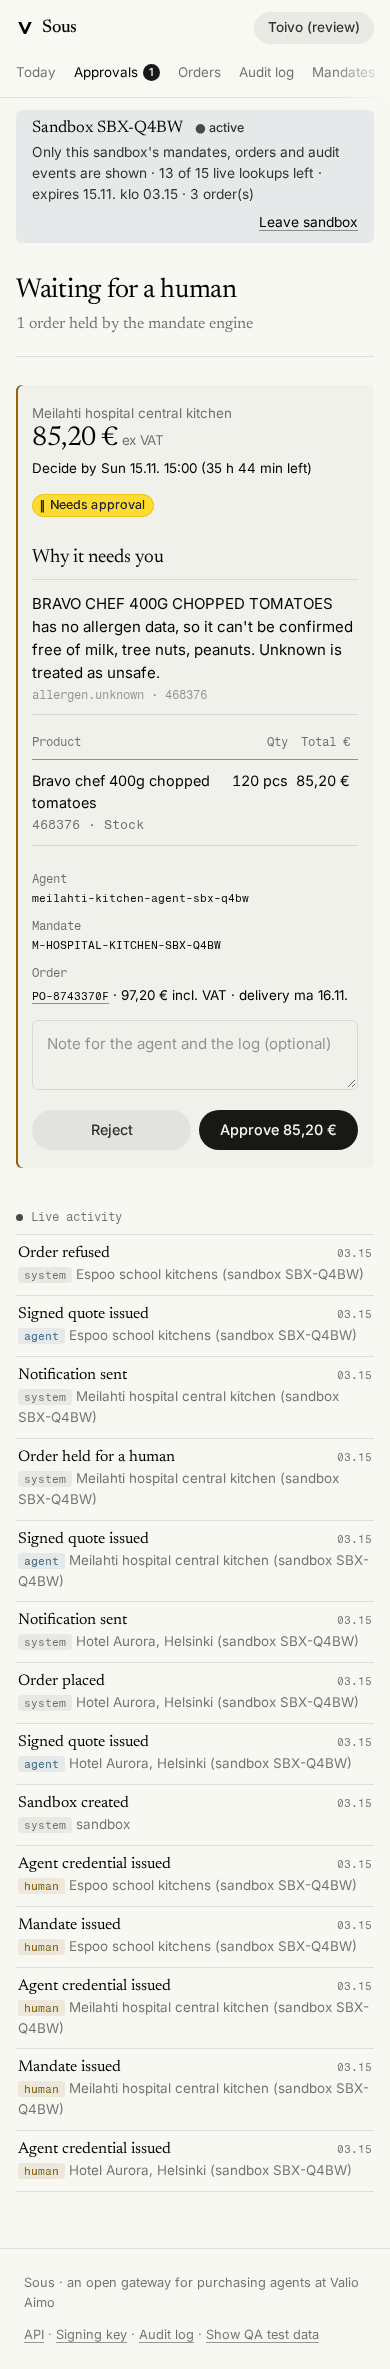 Sous
Toivo (review)
Today Approvals 1 Orders Audit log Mandates
Sandbox SBX-Q4BW ● active
Only this sandbox's mandates, orders and audit
events are shown · 13 of 15 live lookups left ·
expires 15.11. klo 03.15 · 3 order(s)
Leave sandbox
Waiting for a human
1 order held by the mandate engine
Meilahti hospital central kitchen
85,20 € ex VAT
Decide by Sun 15.11. 15:00 (35 h 44 min left)
Needs approval
Why it needs you
BRAVO CHEF 400G CHOPPED TOMATOES
has no allergen data, so it can't be confirmed
free of milk, tree nuts, peanuts. Unknown is
treated as unsafe.
allergen.unknown · 468376
Product Qty Total €
Bravo chef 400g chopped 120 pcs 85,20 €
tomatoes
468376 · Stock
Agent
meilahti-kitchen-agent-sbx-q4bw
Mandate
M-HOSPITAL-KITCHEN-SBX-Q4BW
Order
PO-8743370F · 97,20 € incl. VAT · delivery ma 16.11.
Note for the agent and the log (optional)
Reject
Approve 85,20 €
● Live activity
Order refused 03.15
system Espoo school kitchens (sandbox SBX-Q4BW)
Signed quote issued 03.15
agent Espoo school kitchens (sandbox SBX-Q4BW)
Notification sent 03.15
system Meilahti hospital central kitchen (sandbox
SBX-Q4BW)
Order held for a human 03.15
system Meilahti hospital central kitchen (sandbox
SBX-Q4BW)
Signed quote issued 03.15
agent Meilahti hospital central kitchen (sandbox SBX-
Q4BW)
Notification sent 03.15
system Hotel Aurora, Helsinki (sandbox SBX-Q4BW)
Order placed 03.15
system Hotel Aurora, Helsinki (sandbox SBX-Q4BW)
Signed quote issued 03.15
agent Hotel Aurora, Helsinki (sandbox SBX-Q4BW)
Sandbox created 03.15
system sandbox
Agent credential issued 03.15
human Espoo school kitchens (sandbox SBX-Q4BW)
Mandate issued 03.15
human Espoo school kitchens (sandbox SBX-Q4BW)
Agent credential issued 03.15
human Meilahti hospital central kitchen (sandbox SBX-
Q4BW)
Mandate issued 03.15
human Meilahti hospital central kitchen (sandbox SBX-
Q4BW)
Agent credential issued 03.15
human Hotel Aurora, Helsinki (sandbox SBX-Q4BW)
Sous · an open gateway for purchasing agents at Valio
Aimo
API · Signing key · Audit log · Show QA test data